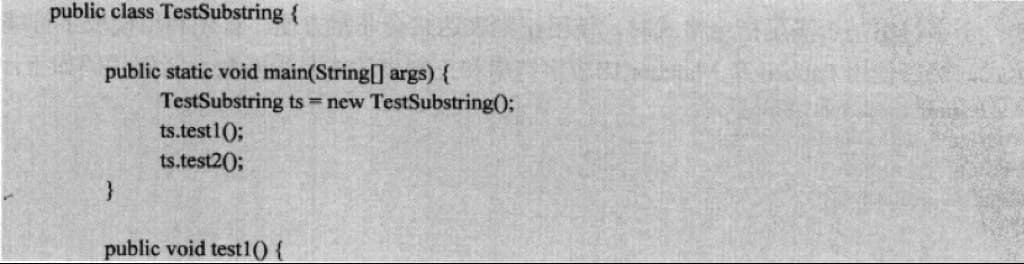 public class TestSubstring {
public static void main(String[] args) {
TestSubstring ts = new TestSubstring();
ts.test1();
ts.test2();
}
public void test1() {